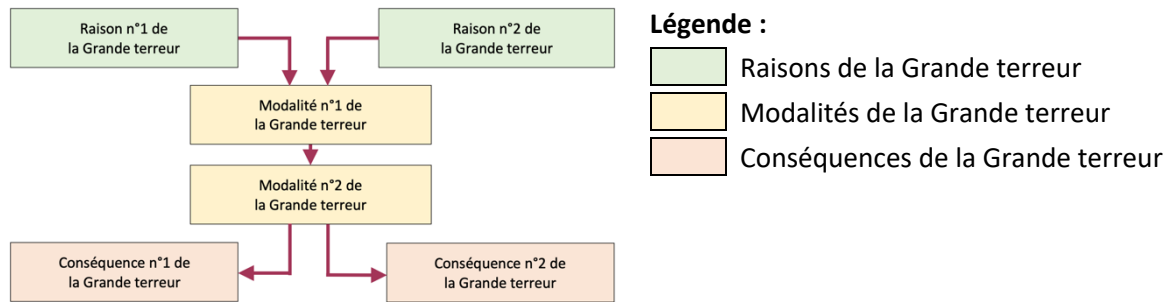 Raison n°1 de
la Grande terreur
Raison n°2 de
la Grande terreur
Modalité n°1 de
la Grande terreur
Modalité n°2 de
la Grande terreur
Conséquence n°1 de
la Grande terreur
Conséquence n°2 de
la Grande terreur
Légende :
Raisons de la Grande terreur
Modalités de la Grande terreur
Conséquences de la Grande terreur